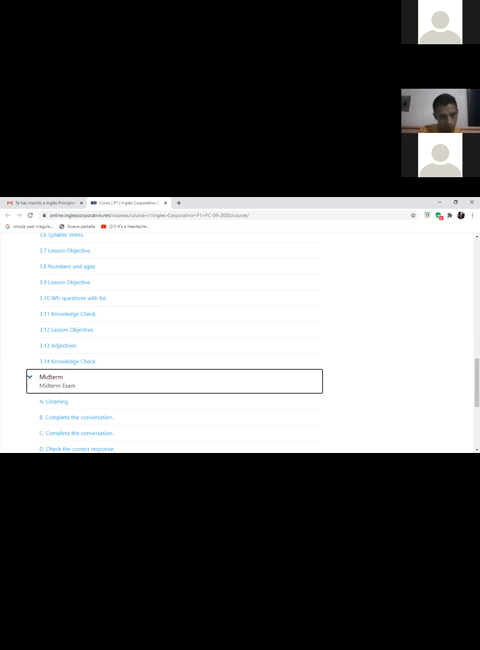 Te has inscrito a Inglés Principia
Curso | P1 | Inglés Corporativo C
online.inglescorporativo.net/courses/course-v1:Ingles-Corporativo+P1+FC-09-2020/course/
simple past irregula...
Nueva pestaña
(21) It's a Heartache...
3.6 Syllable Stress.
3.7 Lesson Objective.
3.8 Numbers and ages.
3.9 Lesson Objective.
3.10 Wh-questions with be.
3.11 Knowledge Check.
3.12 Lesson Objective.
3.13 Adjectives.
3.14 Knowledge Check.
Midterm
Midterm Exam
A. Listening
B. Complete the conversation.
C. Complete the conversation.
D. Check the correct response.